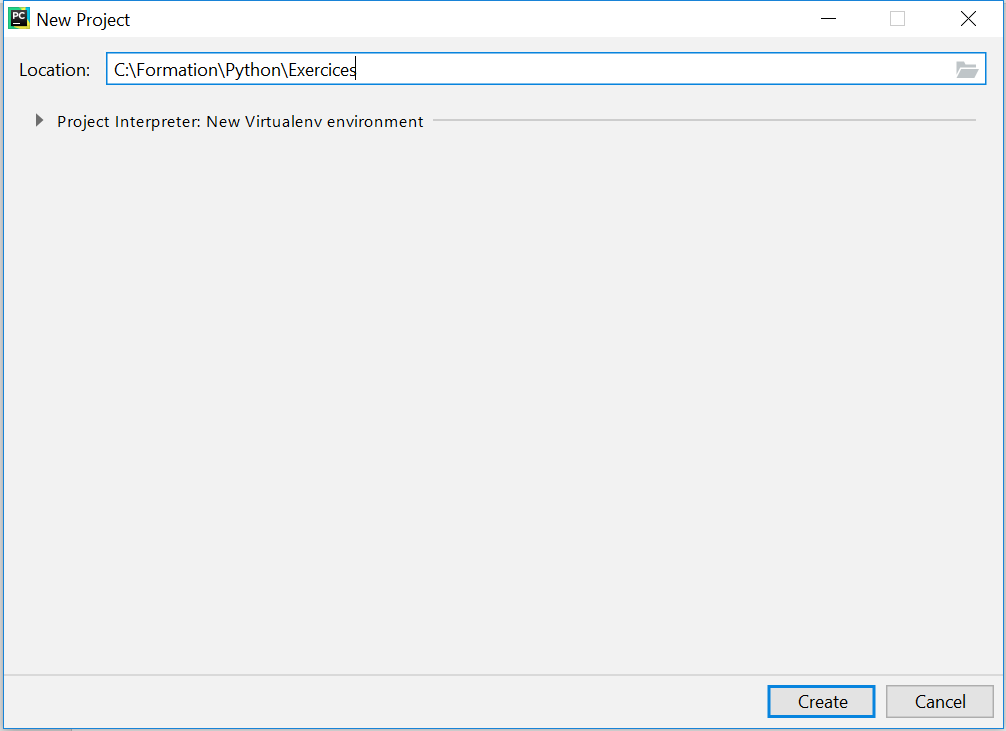 PC New Project
Location: C:\Formation\Python\Exercices
Project Interpreter: New Virtualenv environment
Create Cancel